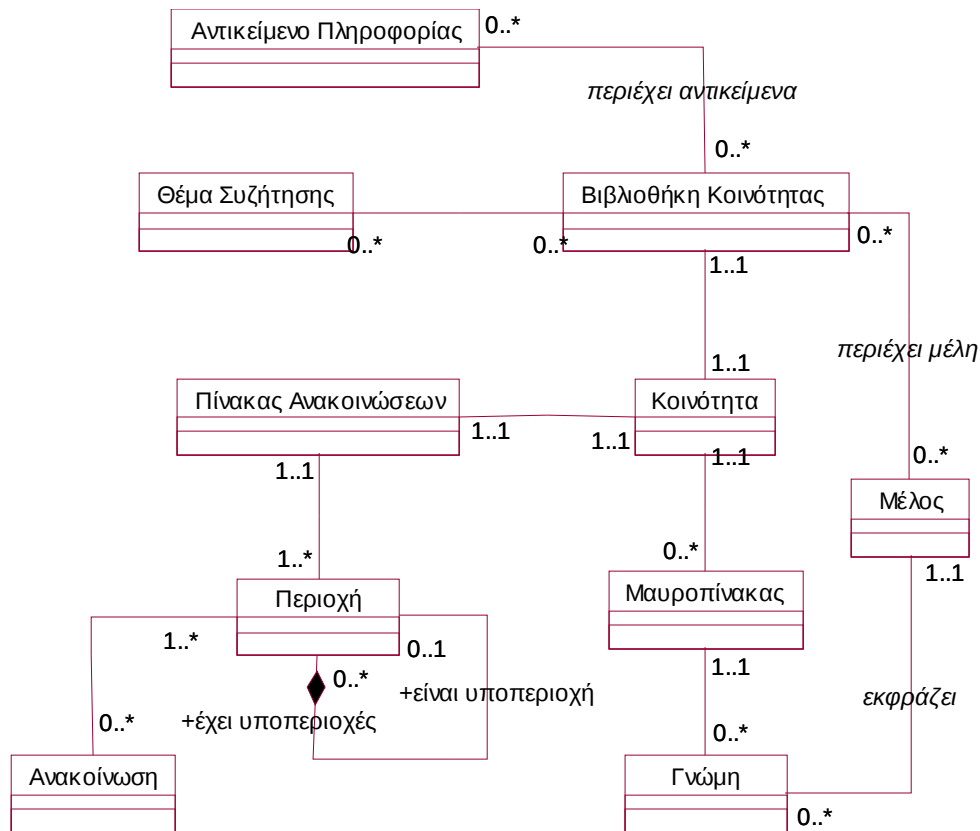 Αντικείμενο Πληροφορίας
0..*
περιέχει αντικείμενα
0..*
Θέμα Συζήτησης
Βιβλιοθήκη Κοινότητας
0..*
0..*
0..*
1..1
περιέχει μέλη
1..1
Πίνακας Ανακοινώσεων
Κοινότητα
1..1
1..1
1..1
1..1
0..*
Μέλος
1..*
0..*
1..1
Περιοχή
Μαυροπίνακας
1..*
0..1
0..*
1..1
+είναι υποπεριοχή
εκφράζει
+έχει υποπεριοχές
0..*
0..*
Ανακοίνωση
Γνώμη
0..*